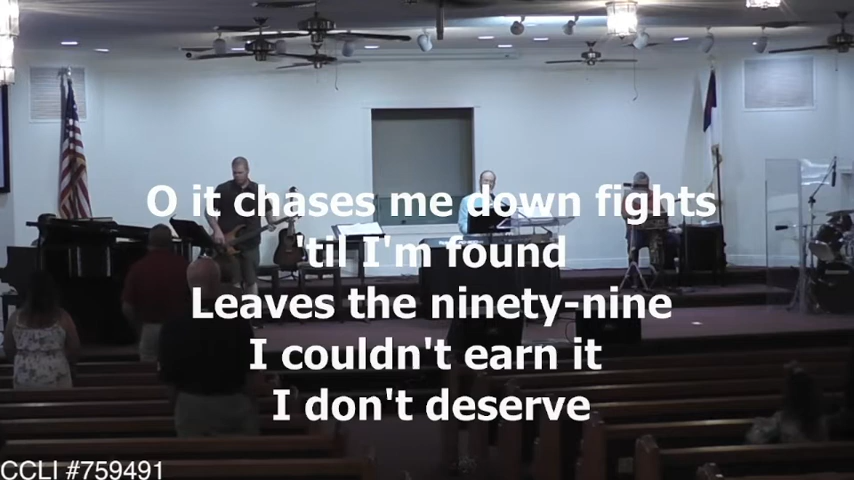 O it chases me down fights
'til I'm found
Leaves the ninety-nine
I couldn't earn it
I don't deserve
CCLI #759491